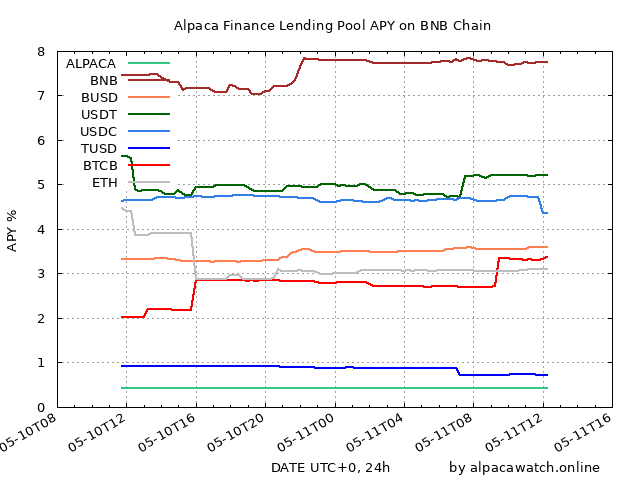 Alpaca Finance Lending Pool APY on BNB Chain
8
7
6
5
4
3
2
1
0
APY %
ALPACA
BNB
BUSD
USDT
USDC
TUSD
BTCB
ETH
05-10T08
05-10T12
05-10T16
05-10T20
05-11T00
05-11T04
05-11T08
05-11T12
05-11T16
DATE UTC+0, 24h
by alpacawatch.online